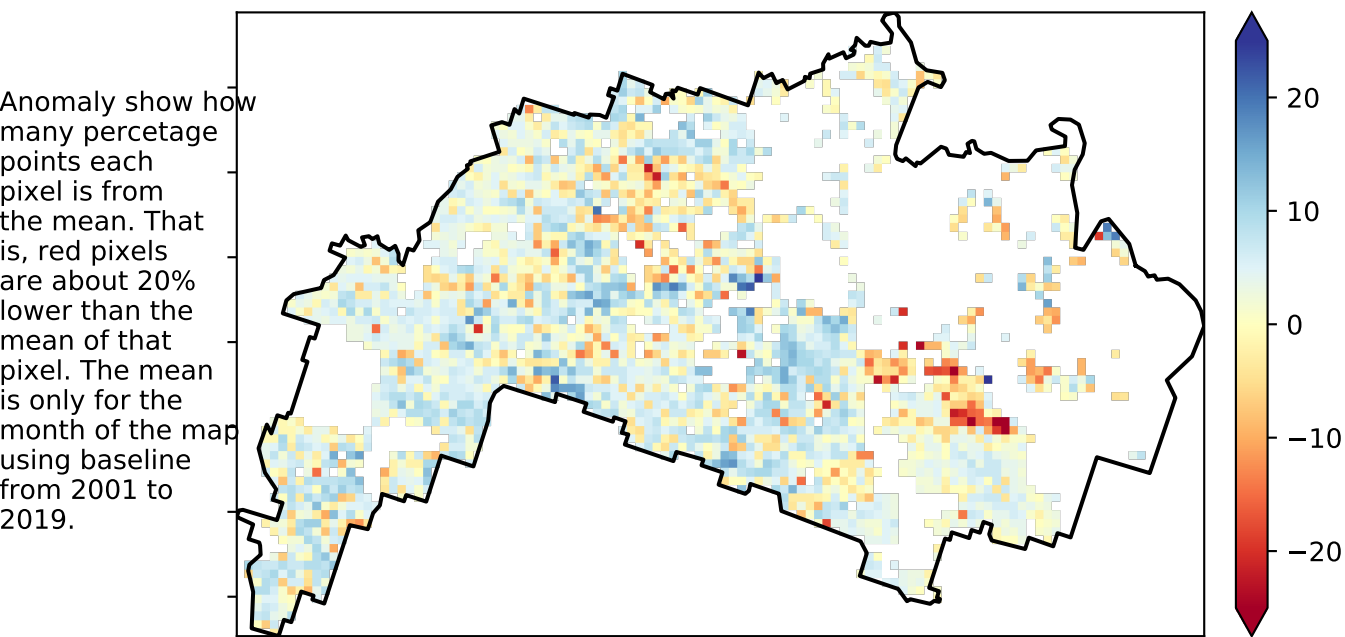 Anomaly show how
many percetage
points each
pixel is from
the mean. That
is, red pixels
are about 20%
lower than the
mean of that
pixel. The mean
is only for the
month of the map
using baseline
from 2001 to
2019.
20
10
0
−10
−20